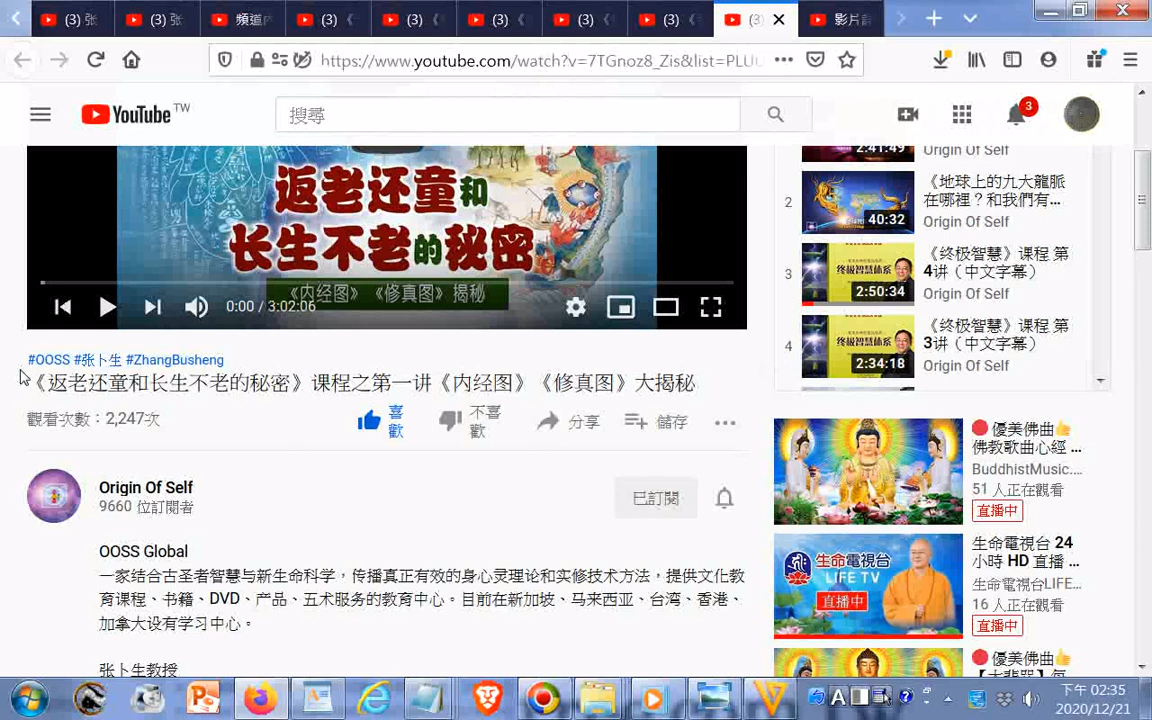 (3) 张
(3) 张
頻道內
(3) 《
(3) 《
(3) 《
(3) 《
(3) 《
(3)
影片詳
https://www.youtube.com/watch?v=7TGnoz8_Zis&list=PLUu
YouTube TW
搜尋
3
返老还童和
长生不老的秘密
《内经图》《修真图》揭秘
0:00 / 3:02:06
#OOSS #张卜生 #ZhangBusheng
《返老还童和长生不老的秘密》课程之第一讲《内经图》《修真图》大揭秘
觀看次數：2,247次
喜歡
不喜歡
分享
儲存
Origin Of Self
9660 位訂閱者
已訂閱
OOSS Global
一家结合古圣者智慧与新生命科学，传播真正有效的身心灵理论和实修技术方法，提供文化教
育课程、书籍、DVD、产品、五术服务的教育中心。目前在新加坡、马来西亚、台湾、香港、
加拿大设有学习中心。
张卜生教授
2:41:49
Origin Of Self
2
40:32
《地球上的九大龍脈
在哪裡？和我們有...
Origin Of Self
3
终极智慧体系
2:50:34
《终极智慧》课程 第
4讲（中文字幕）
Origin Of Self
4
终极智慧体系
2:34:18
《终极智慧》课程 第
3讲（中文字幕）
Origin Of Self
優美佛曲
佛教歌曲心經 ...
BuddhistMusic....
51 人正在觀看
直播中
生命電視台
LIFE TV
直播中
生命電視台 24
小時 HD 直播 ...
生命電視台LIFE...
16 人正在觀看
直播中
優美佛曲
A
下午 02:35
2020/12/21